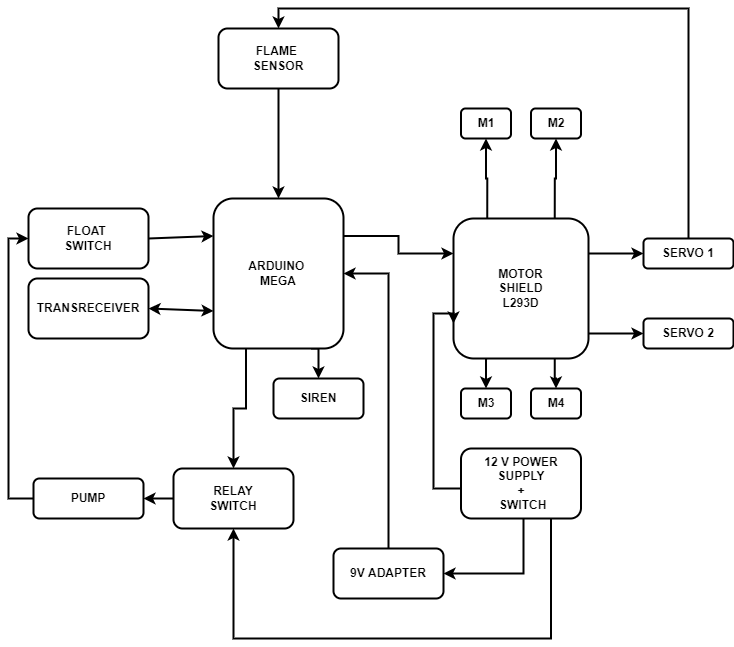 FLAME
SENSOR
M1
M2
FLOAT
SWITCH
ARDUINO
MEGA
MOTOR
SHIELD
L293D
SERVO 1
TRANSRECEIVER
SERVO 2
SIREN
M3
M4
PUMP
RELAY
SWITCH
12 V POWER
SUPPLY
+
SWITCH
9V ADAPTER